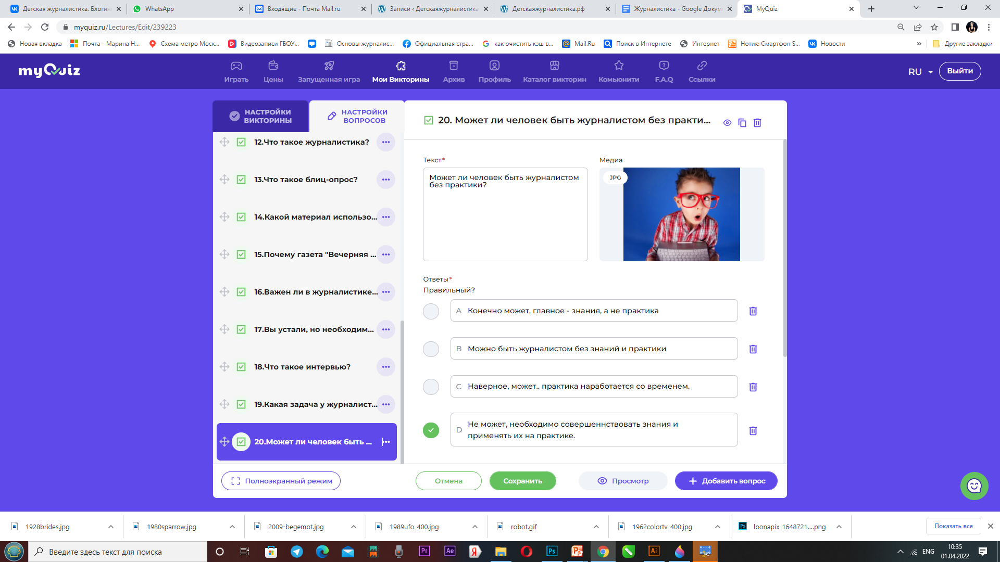 Детская журналистика. Блогин
WhatsApp
Входящие - Почта Mail.ru
Записи ‹ Детскаяжурналистика
Детскаяжурналистика.рф
Журналистика - Google Докум
MyQuiz
myquiz.ru/Lectures/Edit/239223
Новая вкладка
Почта - Марина Н...
Схема метро Моск...
Видеозаписи ГБОУ...
Основы журналис...
Официальная стра...
как очистить кэш в...
Mail.Ru
Поиск в Интернете
Интернет
Нотик: Смартфон S...
Новости
»
Другие закладки
myQuiz
Играть
Цены
Запущенная игра
Мои Викторины
Архив
Профиль
Каталог викторин
Комьюнити
F.A.Q
Ссылки
RU
Выйти
НАСТРОЙКИ
ВИКТОРИНЫ
НАСТРОЙКИ
ВОПРОСОВ
12.Что такое журналистика?
13.Что такое блиц-опрос?
14.Какой материал использо...
15.Почему газета "Вечерняя ...
16.Важен ли в журналистике...
17.Вы устали, но необходим...
18.Что такое интервью?
19.Какая задача у журналист...
20.Может ли человек быть ...
20. Может ли человек быть журналистом без практи...
Текст*
Может ли человек быть журналистом
без практики?
Медиа
JPG
Ответы*
Правильный?
A Конечно может, главное - знания, а не практика
B Можно быть журналистом без знаний и практики
C Наверное, может.. практика наработается со временем.
D Не может, необходимо совершеннствовать знания и
применять их на практике.
Полноэкранный режим
Отмена
Сохранить
Просмотр
Добавить вопрос
1928brides.jpg
1980sparrow.jpg
2009-begemot.jpg
1989ufo_400.jpg
robot.gif
1962colortv_400.jpg
Ps
loonapix_1648721....png
Показать все
Введите здесь текст для поиска
Pr
Ae
Я
Ps
Ai
ENG
10:35
01.04.2022